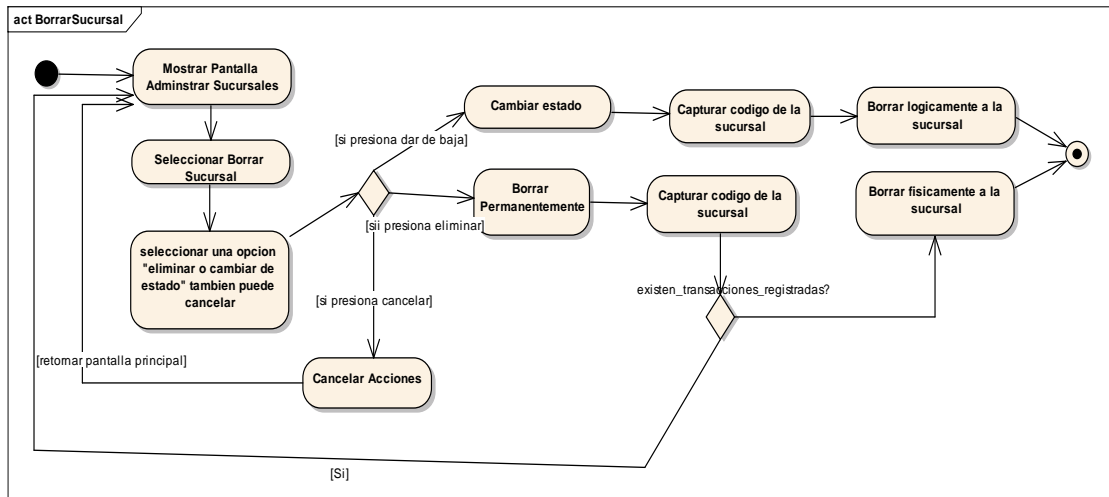 act BorrarSucursal
Mostrar Pantalla
Adminstrar Sucursales
Seleccionar Borrar
Sucursal
seleccionar una opcion
"eliminar o cambiar de
estado" tambien puede
cancelar
[si presiona dar de baja]
Cambiar estado
Capturar codigo de la
sucursal
Borrar logicamente a la
sucursal
[sii presiona eliminar]
Borrar
Permanentemente
Capturar codigo de la
sucursal
Borrar fisicamente a la
sucursal
existen_transacciones_registradas?
[si presiona cancelar]
Cancelar Acciones
[retornar pantalla principal]
[Si]